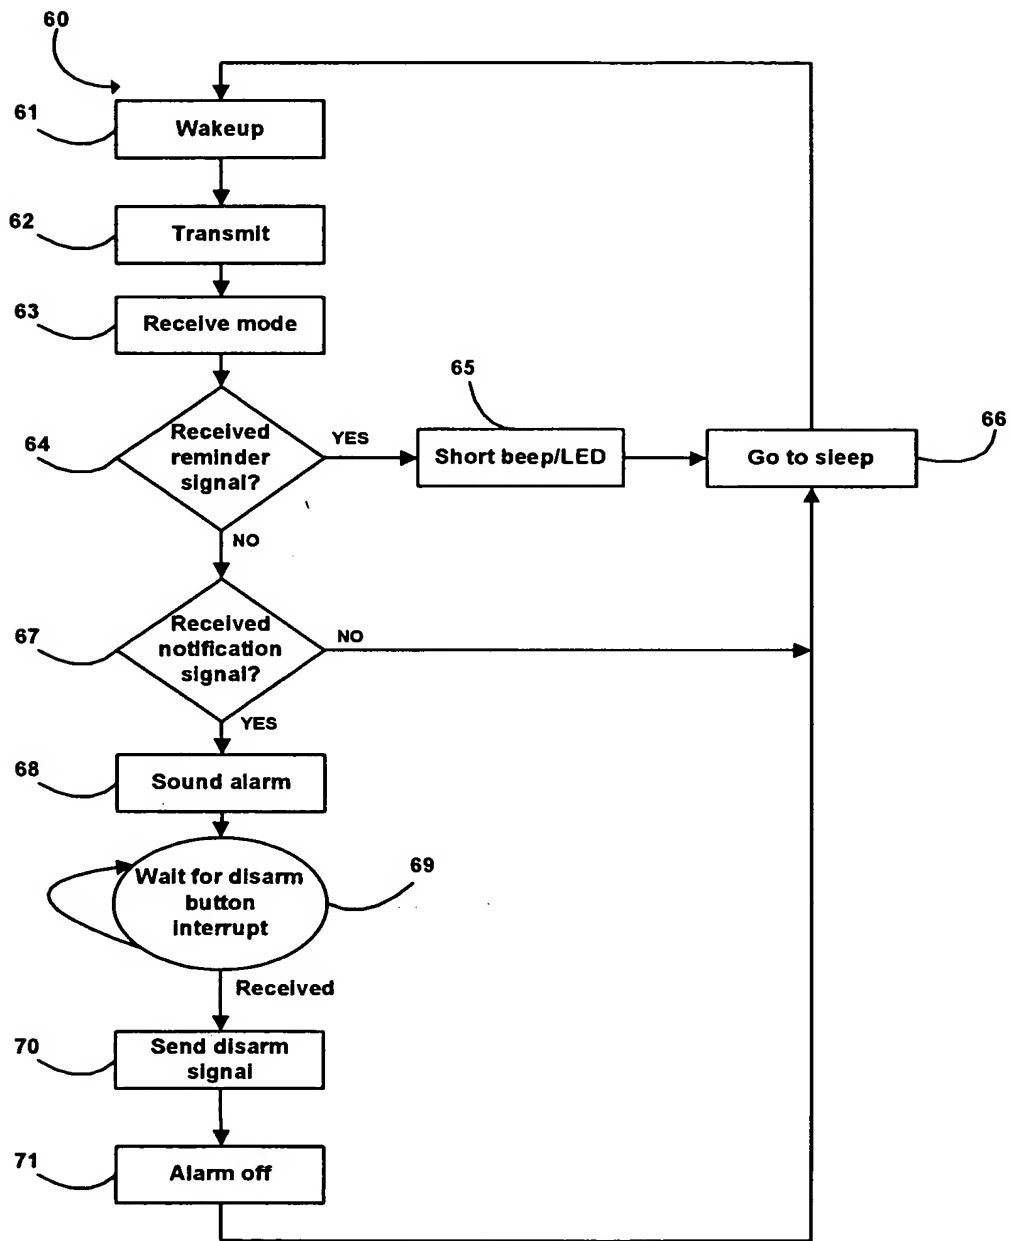 60
61
Wakeup
62
Transmit
63
Receive mode
64
Received
reminder
signal?
YES
65
Short beep/LED
66
Go to sleep
NO
67
Received
notification
signal?
NO
YES
68
Sound alarm
69
Wait for disarm
button
interrupt
Received
70
Send disarm
signal
71
Alarm off